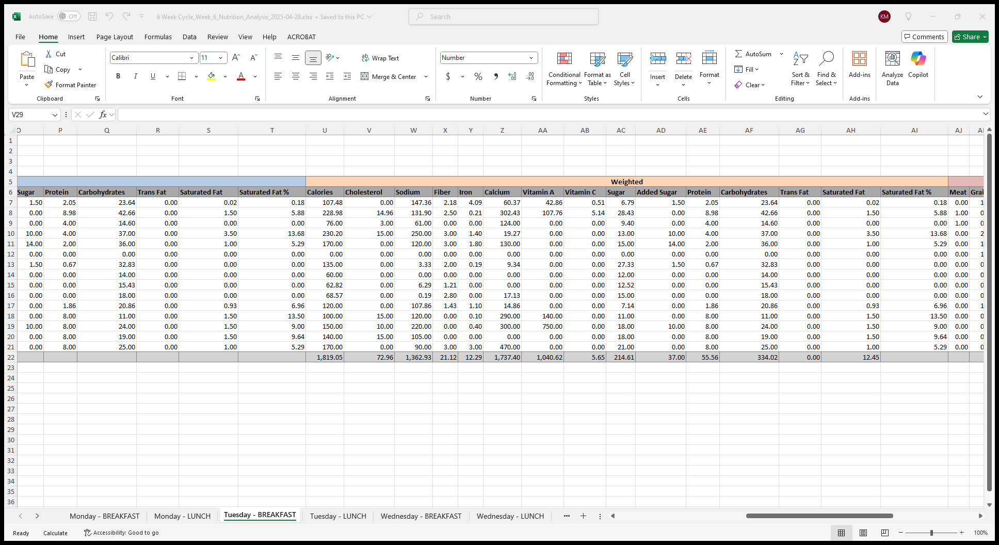 AutoSave Off 6 Week Cycle_Week_6_Nutrition_Analysis_2025-04-28.xlsx • Saved to this PC Search KM
File Home Insert Page Layout Formulas Data Review View Help ACROBAT Comments Share
Paste Cut Copy Format Painter Clipboard
Calibri 11 B I U A Font
Wrap Text Merge & Center Alignment
Number $ % Number
Conditional Formatting Format as Table Cell Styles Styles
Insert Delete Format Cells
AutoSum Fill Clear Sort & Filter Find & Select Editing
Add-ins Add-ins
Analyze Data Copilot
V29 fx
P Q R S T U V W X Y Z AA AB AC AD AE AF AG AH AI AJ
1
2
3
4
5 Weighted
6 Sugar Protein Carbohydrates Trans Fat Saturated Fat Saturated Fat % Calories Cholesterol Sodium Fiber Iron Calcium Vitamin A Vitamin C Sugar Added Sugar Protein Carbohydrates Trans Fat Saturated Fat Saturated Fat % Meat
7 1.50 2.05 23.64 0.00 0.02 0.18 107.48 0.00 147.36 2.18 4.09 60.37 42.86 0.51 6.79 1.50 2.05 23.64 0.00 0.02 0.18 0.00
8 0.00 8.98 42.66 0.00 1.50 5.88 228.98 14.96 131.90 2.50 0.21 302.43 107.76 5.14 28.43 0.00 8.98 42.66 0.00 1.50 5.88 1.00
9 0.00 4.00 14.60 0.00 0.00 0.00 76.00 3.00 61.00 0.00 0.00 124.00 0.00 0.00 9.40 0.00 4.00 14.60 0.00 0.00 0.00 1.00
10 10.00 4.00 37.00 0.00 3.50 13.68 230.20 15.00 250.00 3.00 1.40 19.27 0.00 0.00 13.00 10.00 4.00 37.00 0.00 3.50 13.68 0.00
11 14.00 2.00 36.00 0.00 1.00 5.29 170.00 0.00 120.00 3.00 1.80 130.00 0.00 0.00 15.00 14.00 2.00 36.00 0.00 1.00 5.29 0.00
12 0.00 0.00 0.00 0.00 0.00 0.00 0.00 0.00 0.00 0.00 0.00 0.00 0.00 0.00 0.00 0.00 0.00 0.00 0.00 0.00 0.00 0.00
13 1.50 0.67 32.83 0.00 0.00 0.00 135.00 0.00 3.33 2.00 0.19 9.34 0.00 0.00 27.33 1.50 0.67 32.83 0.00 0.00 0.00 0.00
14 0.00 0.00 14.00 0.00 0.00 0.00 60.00 0.00 0.00 0.00 0.00 0.00 0.00 0.00 12.00 0.00 0.00 14.00 0.00 0.00 0.00 0.00
15 0.00 0.00 15.43 0.00 0.00 0.00 62.82 0.00 6.29 1.21 0.00 0.00 0.00 0.00 12.52 0.00 0.00 15.43 0.00 0.00 0.00 0.00
16 0.00 0.00 18.00 0.00 0.00 0.00 68.57 0.00 0.19 2.80 0.00 17.13 0.00 0.00 15.00 0.00 0.00 18.00 0.00 0.00 0.00 0.00
17 0.00 1.86 20.86 0.00 0.93 6.96 120.00 0.00 107.86 1.43 1.10 14.86 0.00 0.00 7.14 0.00 1.86 20.86 0.00 0.93 6.96 0.00
18 0.00 8.00 11.00 0.00 1.50 13.50 100.00 15.00 120.00 0.00 0.10 290.00 140.00 0.00 11.00 0.00 8.00 11.00 0.00 1.50 13.50 0.00
19 10.00 8.00 24.00 0.00 1.50 9.00 150.00 10.00 220.00 0.00 0.40 300.00 750.00 0.00 18.00 10.00 8.00 24.00 0.00 1.50 9.00 0.00
20 0.00 8.00 19.00 0.00 1.50 9.64 140.00 15.00 105.00 0.00 0.00 0.00 0.00 0.00 18.00 0.00 8.00 19.00 0.00 1.50 9.64 0.00
21 0.00 8.00 25.00 0.00 1.00 5.29 170.00 0.00 90.00 3.00 3.00 470.00 0.00 0.00 21.00 0.00 8.00 25.00 0.00 1.00 5.29 0.00
22 1,819.05 72.96 1,362.93 21.12 12.29 1,737.40 1,040.62 5.65 214.61 37.00 55.56 334.02 0.00 12.45
23
24
25
26
27
28
29
30
31
32
33
34
35
36
Monday - BREAKFAST Monday - LUNCH Tuesday - BREAKFAST Tuesday - LUNCH Wednesday - BREAKFAST Wednesday - LUNCH
Ready Calculate Accessibility: Good to go 100%